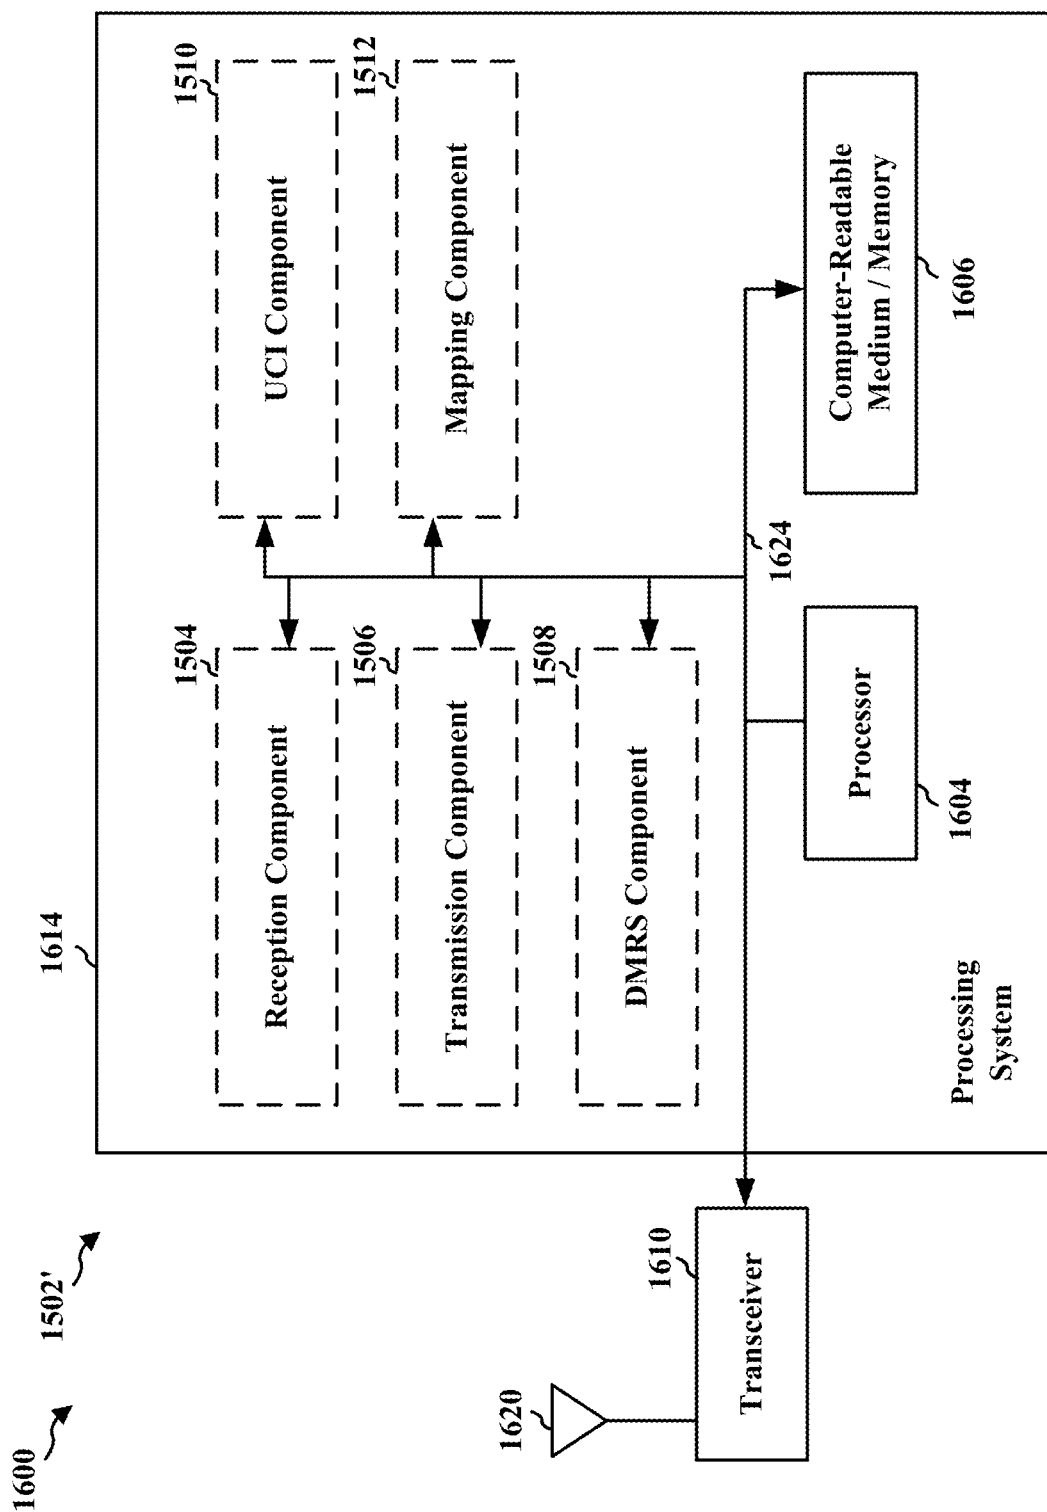 1600
1502'
1614
1504
Reception Component
1510
UCI Component
1506
Transmission Component
1512
Mapping Component
1508
DMRS Component
1620
1610
Transceiver
1624
Processor
1604
Computer-Readable
Medium / Memory
1606
Processing
System